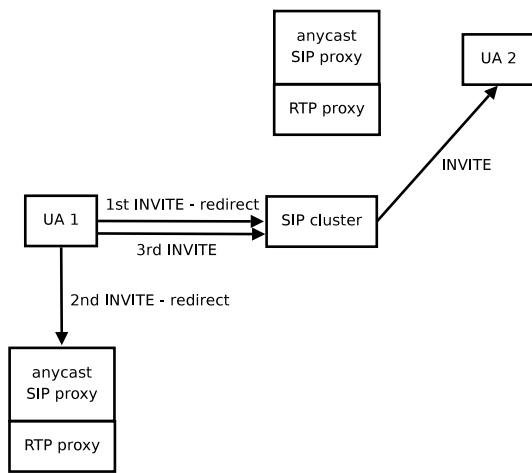 anycast
SIP proxy
RTP proxy
UA 2
INVITE
UA 1
1st INVITE - redirect
3rd INVITE
SIP cluster
2nd INVITE - redirect
anycast
SIP proxy
RTP proxy